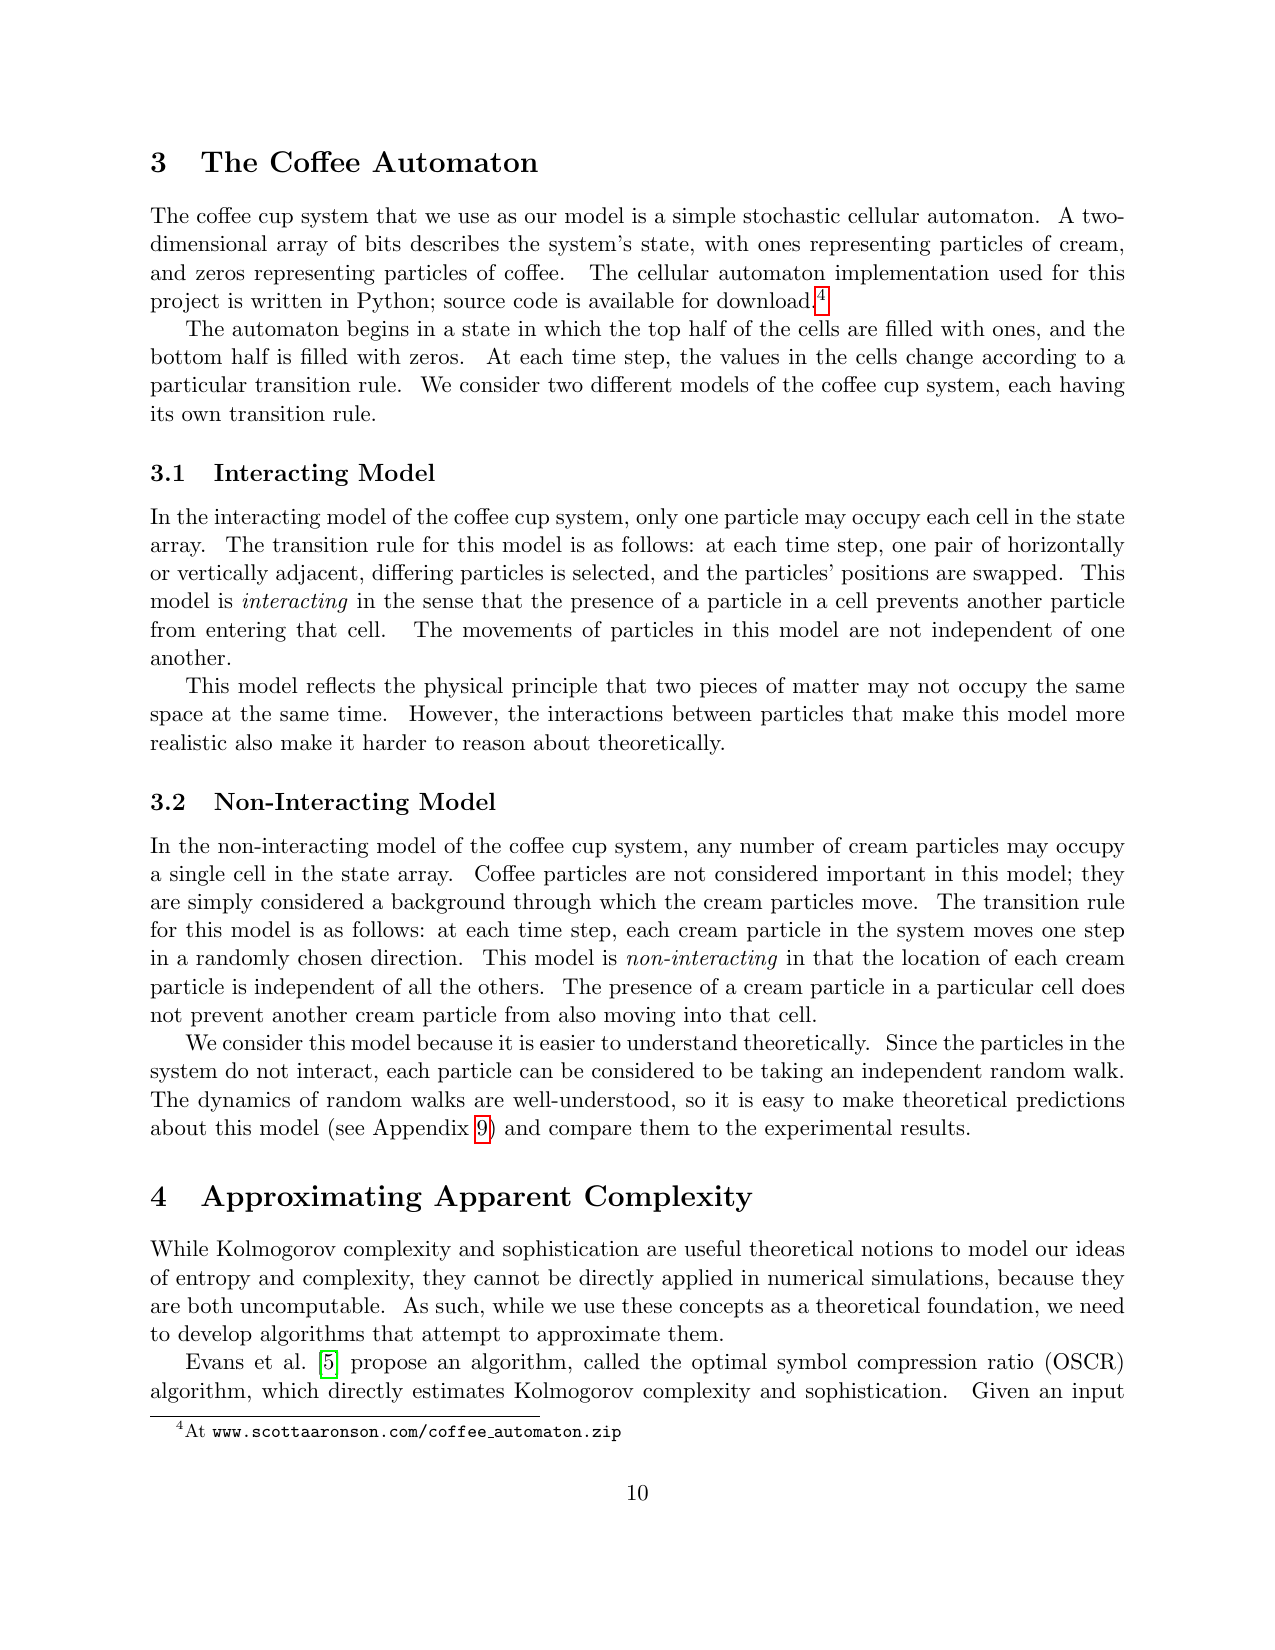 3 The Coffee Automaton
The coffee cup system that we use as our model is a simple stochastic cellular automaton. A two-
dimensional array of bits describes the system's state, with ones representing particles of cream,
and zeros representing particles of coffee. The cellular automaton implementation used for this
project is written in Python; source code is available for download.4
The automaton begins in a state in which the top half of the cells are filled with ones, and the
bottom half is filled with zeros. At each time step, the values in the cells change according to a
particular transition rule. We consider two different models of the coffee cup system, each having
its own transition rule.
3.1 Interacting Model
In the interacting model of the coffee cup system, only one particle may occupy each cell in the state
array. The transition rule for this model is as follows: at each time step, one pair of horizontally
or vertically adjacent, differing particles is selected, and the particles' positions are swapped. This
model is interacting in the sense that the presence of a particle in a cell prevents another particle
from entering that cell. The movements of particles in this model are not independent of one
another.
This model reflects the physical principle that two pieces of matter may not occupy the same
space at the same time. However, the interactions between particles that make this model more
realistic also make it harder to reason about theoretically.
3.2 Non-Interacting Model
In the non-interacting model of the coffee cup system, any number of cream particles may occupy
a single cell in the state array. Coffee particles are not considered important in this model; they
are simply considered a background through which the cream particles move. The transition rule
for this model is as follows: at each time step, each cream particle in the system moves one step
in a randomly chosen direction. This model is non-interacting in that the location of each cream
particle is independent of all the others. The presence of a cream particle in a particular cell does
not prevent another cream particle from also moving into that cell.
We consider this model because it is easier to understand theoretically. Since the particles in the
system do not interact, each particle can be considered to be taking an independent random walk.
The dynamics of random walks are well-understood, so it is easy to make theoretical predictions
about this model (see Appendix 9) and compare them to the experimental results.
4 Approximating Apparent Complexity
While Kolmogorov complexity and sophistication are useful theoretical notions to model our ideas
of entropy and complexity, they cannot be directly applied in numerical simulations, because they
are both uncomputable. As such, while we use these concepts as a theoretical foundation, we need
to develop algorithms that attempt to approximate them.
Evans et al. [5] propose an algorithm, called the optimal symbol compression ratio (OSCR)
algorithm, which directly estimates Kolmogorov complexity and sophistication. Given an input
4At www.scottaaronson.com/coffee_automaton.zip
10